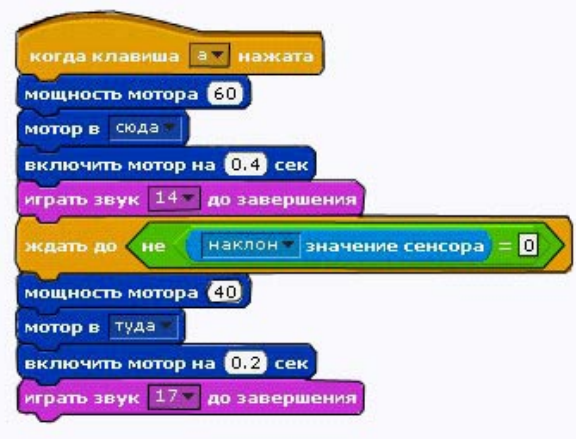 когда клавиша а нажата
мощность мотора 60
мотор в сюда
включить мотор на 0.4 сек
играть звук 14 до завершения
ждать до не наклон значение сенсора = 0
мощность мотора 40
мотор в туда
включить мотор на 0.2 сек
играть звук 17 до завершения